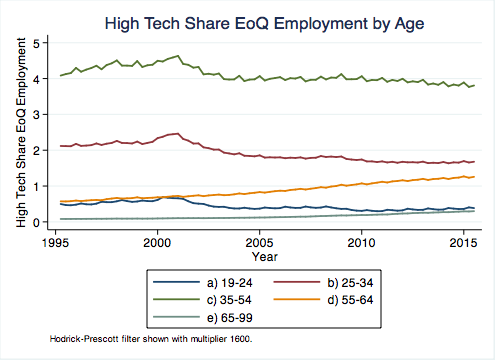 High Tech Share EoQ Employment by Age
High Tech Share EoQ Employment
5
4
3
2
1
0
1995 2000 2005 2010 2015
Year
a) 19-24 b) 25-34
c) 35-54 d) 55-64
e) 65-99
Hodrick-Prescott filter shown with multiplier 1600.